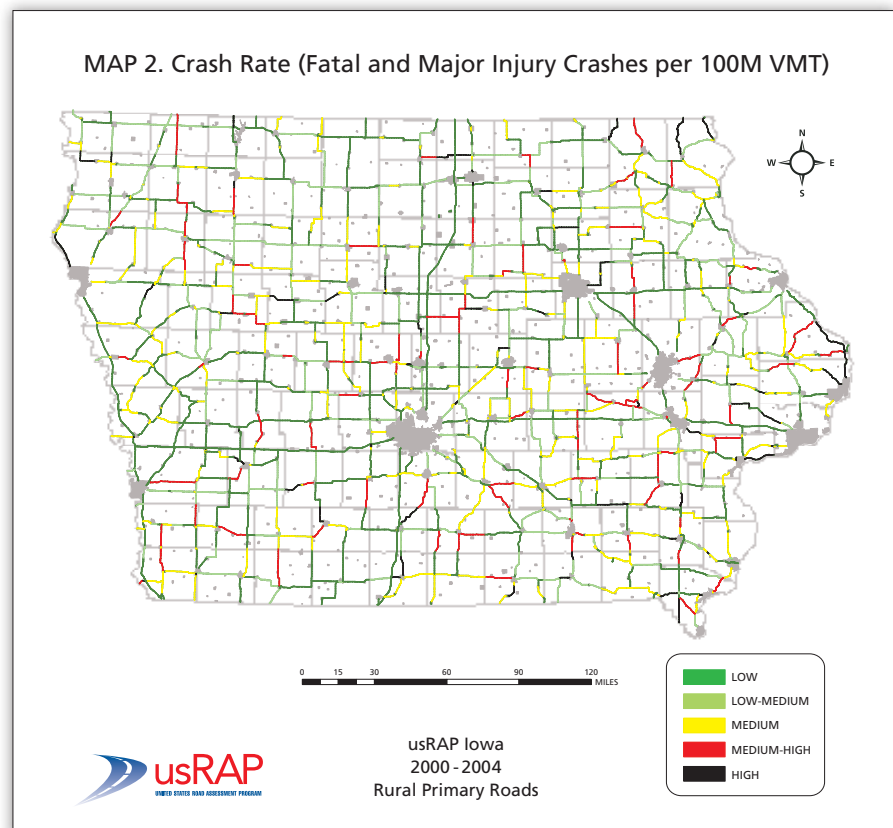 MAP 2. Crash Rate (Fatal and Major Injury Crashes per 100M VMT)
N
W E
S
0 15 30 60 90 120
MILES
LOW
LOW-MEDIUM
MEDIUM
MEDIUM-HIGH
HIGH
usRAP
UNITED STATES ROAD ASSESSMENT PROGRAM
usRAP Iowa
2000-2004
Rural Primary Roads